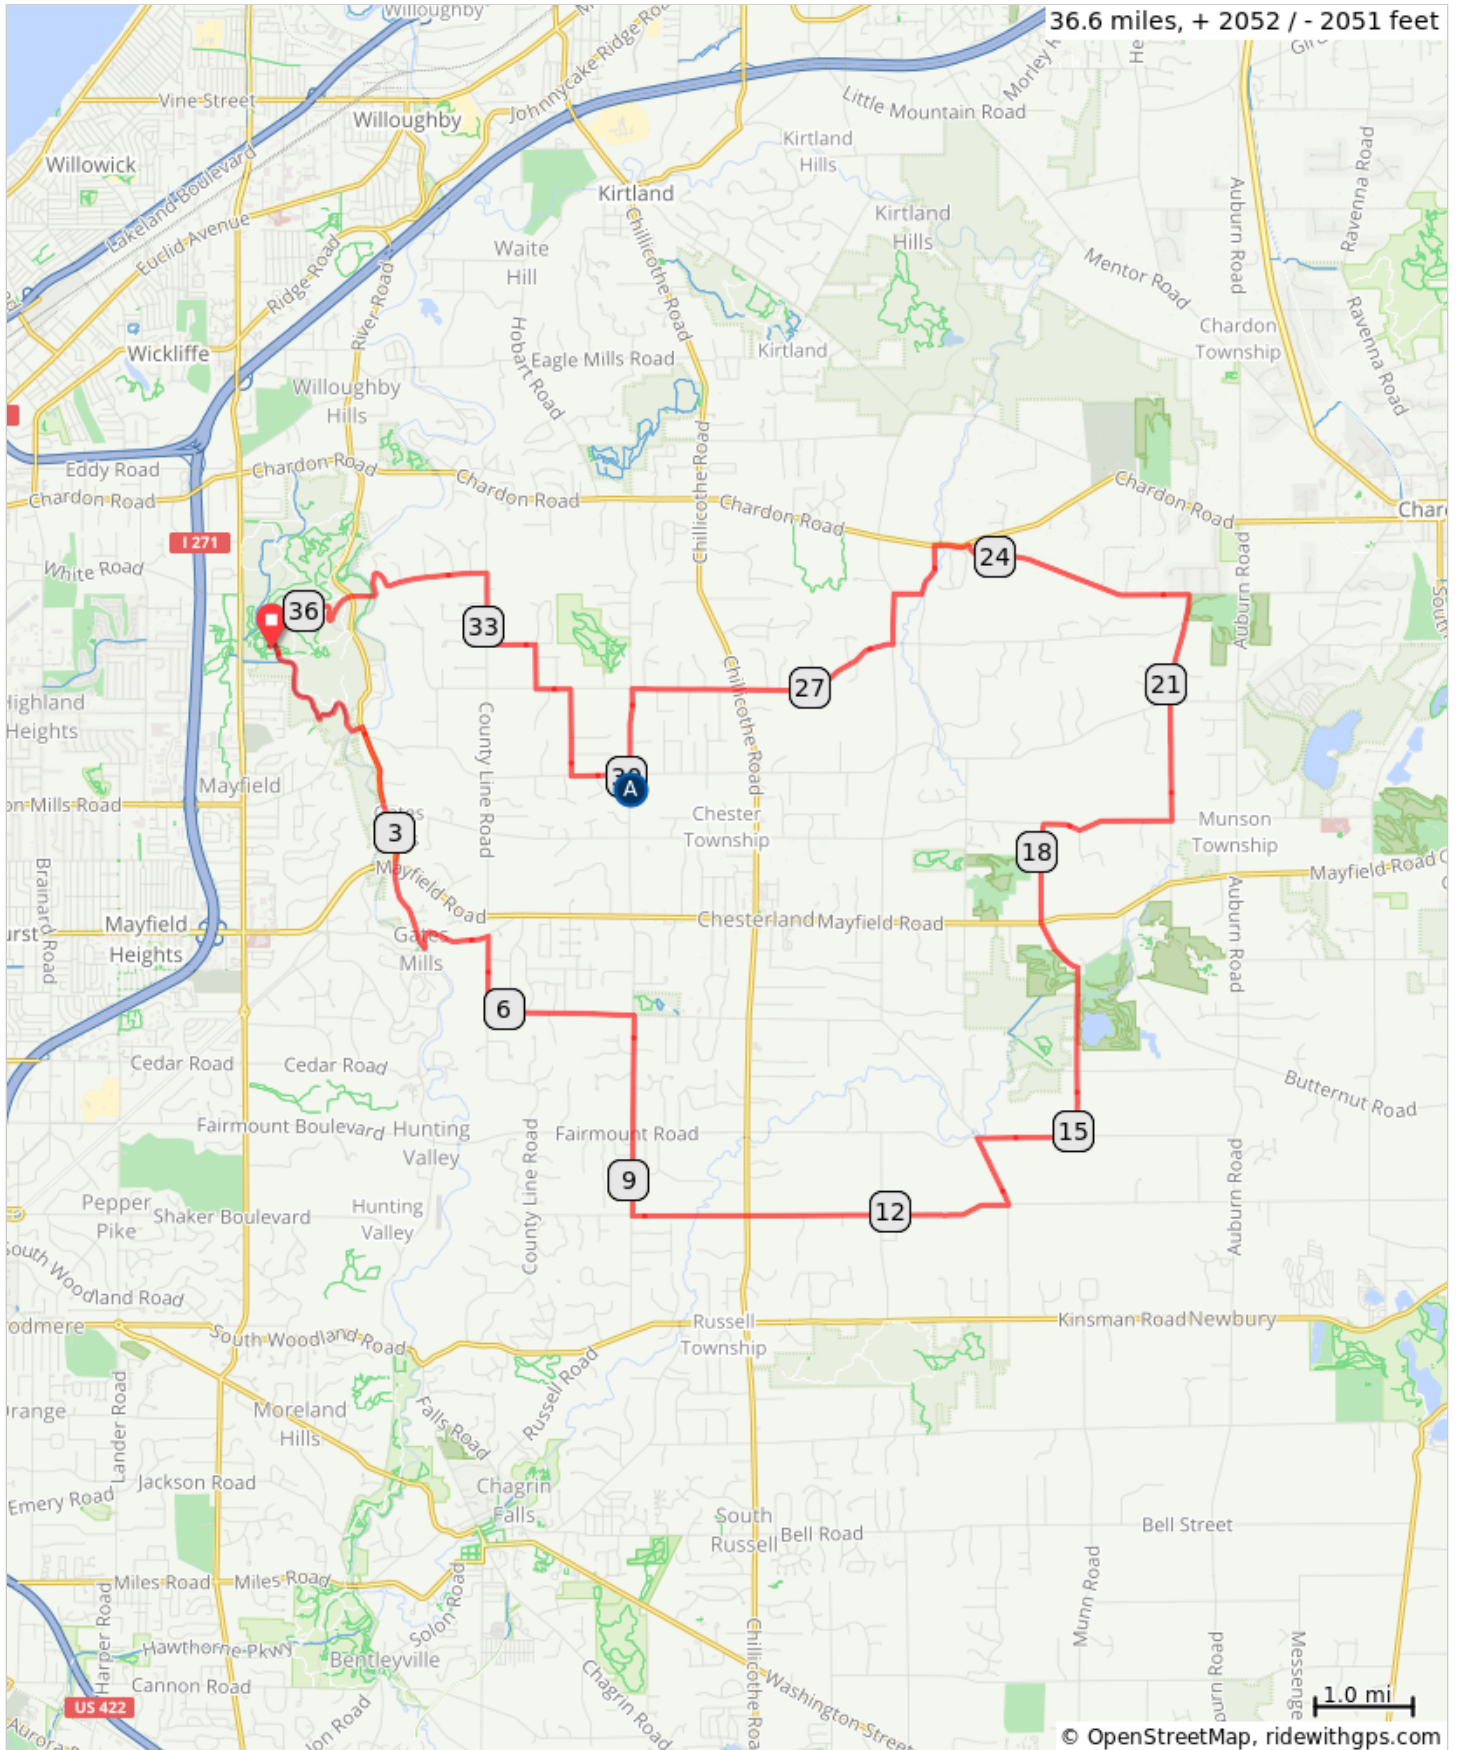 Willoughby
36.6 miles, + 2052 / - 2051 feet
Vine Street
Willoughby
Johnnycake Ridge Road
Morley
Little Mountain Road
Willowick
Lakeland Boulevard
Kirtland
Hills
Kirtland
Euclid Avenue
Chillicothe Road
Kirtland
Hills
Auburn Road
Ravenna Road
Waite
Hill
Ridge Road
River Road
Mentor Road
Wickliffe
Hobart Road
Eagle Mills Road
Kirtland
Chardon
Township
Ravenna Road
Willoughby
Hills
Eddy Road
Chardon Road
Chardon Road
Chardon Road
Chillicothe Road
Chardon Road
Chardon Road
I 271
White Road
24
Auburn Road
36
33
27
21
Highland
Heights
County Line Road
Chillicothe Road
Mayfield
30
A
on Mills Road
Gates
3
Chester
Township
Munson
Township
18
Brainard Road
Mayfield Road
Mayfield Road
Auburn Road
Mayfield
Heights
Gates
Mills
Chesterland
Mayfield Road
6
Cedar Road
Cedar Road
Butternut Road
Fairmount Boulevard
Hunting
Valley
County Line Road
Fairmount Road
15
Auburn Road
9
12
Pepper
Pike
Shaker Boulevard
Hunting
Valley
South Woodland Road
odmere
South Woodland Road
Russell
Township
Kinsman Road
Newbury
Russell Road
Lander Road
Moreland
Hills
Falls Road
Jackson Road
Emery Road
Chagrin
Falls
South
Russell
Bell Road
Bell Street
Miles Road
Miles Road
Munn Road
Harper Road
Solon Road
Hawthorne Pkwy
Bentleyville
Cannon Road
Chagrin Road
Chillicothe Roa
Washington Street
US 422
1.0 mi
© OpenStreetMap, ridewithgps.com